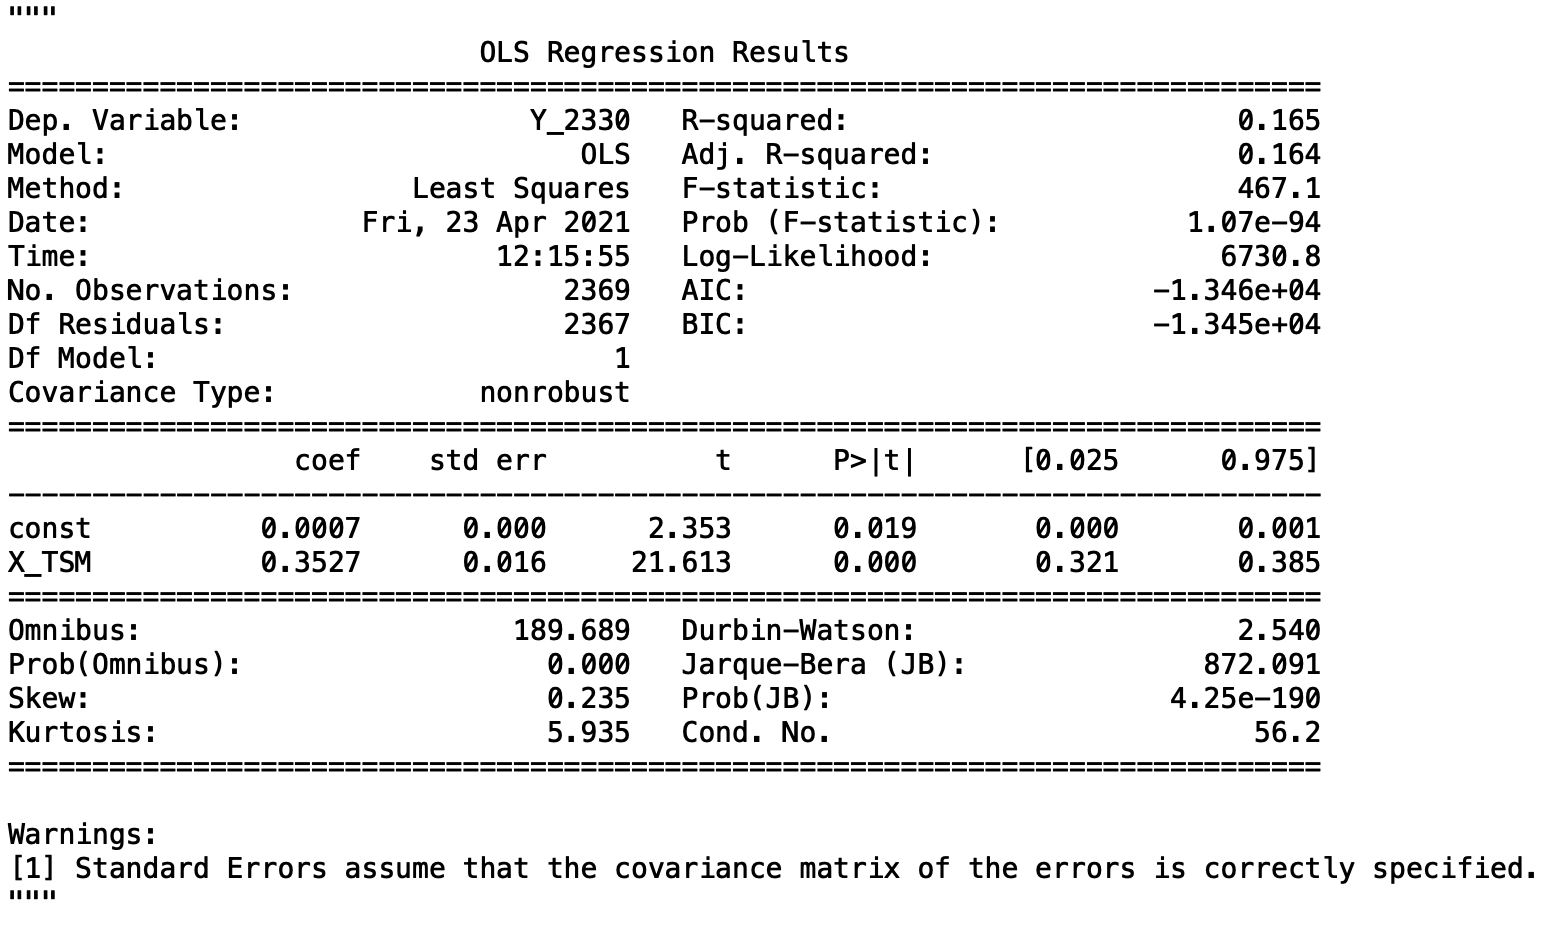 """
OLS Regression Results
==============================================================================
Dep. Variable: Y_2330 R-squared: 0.165
Model: OLS Adj. R-squared: 0.164
Method: Least Squares F-statistic: 467.1
Date: Fri, 23 Apr 2021 Prob (F-statistic): 1.07e-94
Time: 12:15:55 Log-Likelihood: 6730.8
No. Observations: 2369 AIC: -1.346e+04
Df Residuals: 2367 BIC: -1.345e+04
Df Model: 1
Covariance Type: nonrobust
==============================================================================
coef std err t P>|t| [0.025 0.975]
------------------------------------------------------------------------------
const 0.0007 0.000 2.353 0.019 0.000 0.001
X_TSM 0.3527 0.016 21.613 0.000 0.321 0.385
==============================================================================
Omnibus: 189.689 Durbin-Watson: 2.540
Prob(Omnibus): 0.000 Jarque-Bera (JB): 872.091
Skew: 0.235 Prob(JB): 4.25e-190
Kurtosis: 5.935 Cond. No. 56.2
==============================================================================
Warnings:
[1] Standard Errors assume that the covariance matrix of the errors is correctly specified.
"""